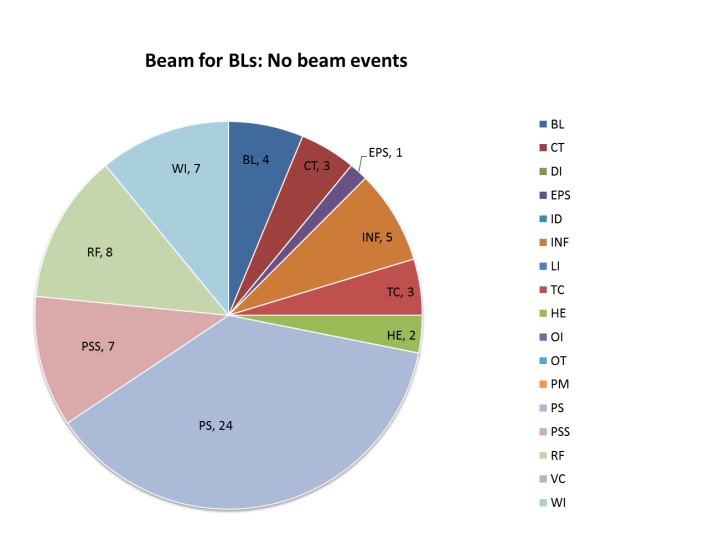 Beam for BLs: No beam events
BL, 4
CT, 3
EPS, 1
INF, 5
TC, 3
HE, 2
PS, 24
PSS, 7
RF, 8
WI, 7
BL
CT
DI
EPS
ID
INF
LI
TC
HE
OI
OT
PM
PS
PSS
RF
VC
WI